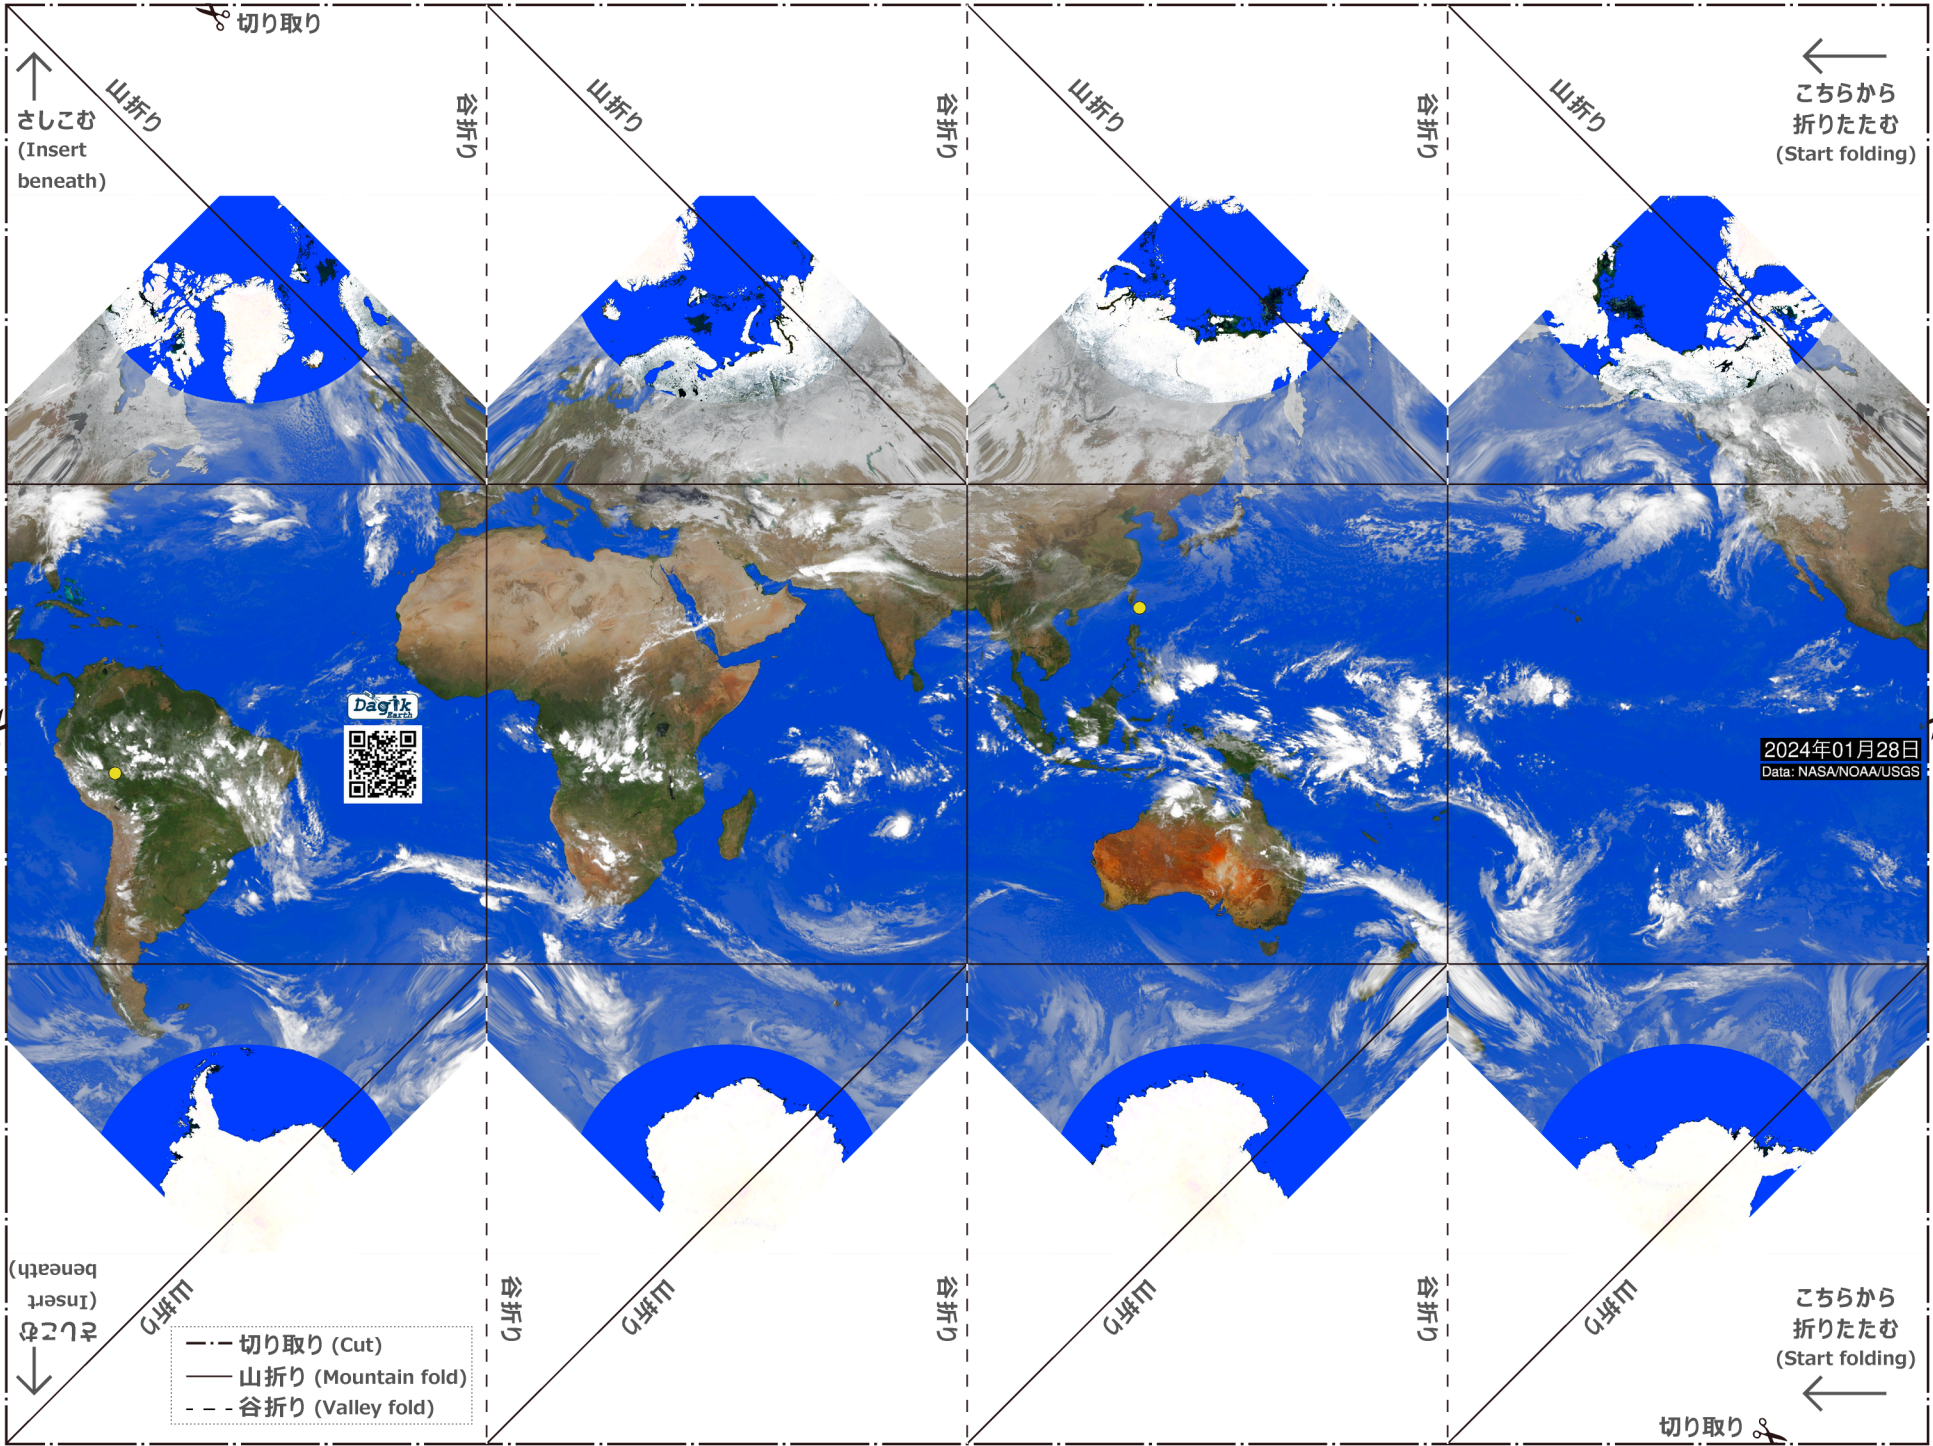 切り取り
山折り
谷折り
山折り
谷折り
山折り
谷折り
山折り
さしこむ
(Insert
beneath)
こちらから
折りたたむ
(Start folding)
Dagik
Earth
2024年01月28日
Data: NASA/NOAA/USGS
さしこむ
(Insert
beneath)
山折り
谷折り
山折り
谷折り
山折り
谷折り
山折り
こちらから
折りたたむ
(Start folding)
切り取り (Cut)
山折り (Mountain fold)
谷折り (Valley fold)
切り取り